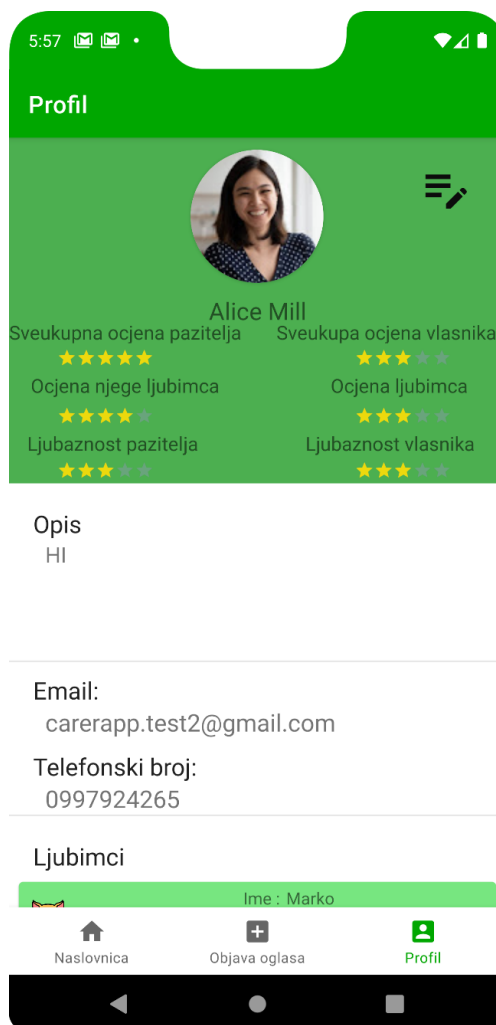 5:57
Profil
Alice Mill
Sveukupna ocjena pazitelja Sveukupa ocjena vlasnika
Ocjena njege ljubimca Ocjena ljubimca
Ljubaznost pazitelja Ljubaznost vlasnika
Opis
HI
Email:
carerapp.test2@gmail.com
Telefonski broj:
0997924265
Ljubimci
Ime : Marko
Naslovnica Objava oglasa Profil